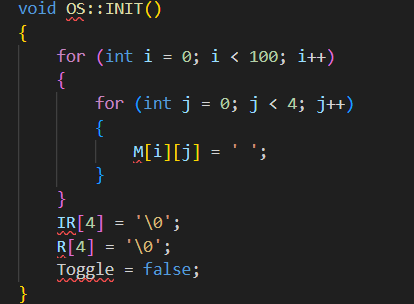 void OS::INIT()
{
    for (int i = 0; i < 100; i++)
    {
        for (int j = 0; j < 4; j++)
        {
            M[i][j] = ' ';
        }
    }
    IR[4] = '\0';
    R[4] = '\0';
    Toggle = false;
}